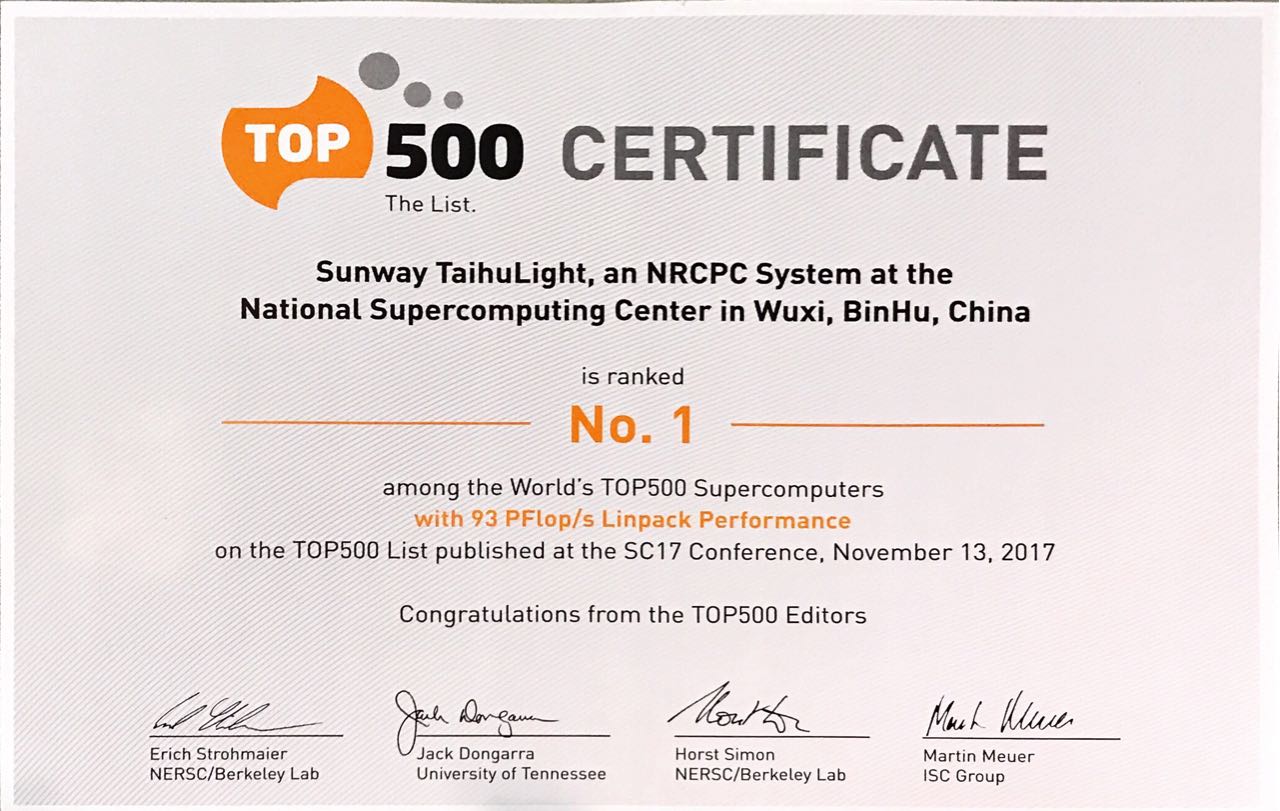 TOP 500 CERTIFICATE
The List.
Sunway TaihuLight, an NRCPC System at the
National Supercomputing Center in Wuxi, BinHu, China
is ranked
No. 1
among the World's TOP500 Supercomputers
with 93 PFlop/s Linpack Performance
on the TOP500 List published at the SC17 Conference, November 13, 2017
Congratulations from the TOP500 Editors
Jack Dongarra
Erich Strohmaier Jack Dongarra Horst Simon Martin Meuer
NERSC/Berkeley Lab University of Tennessee NERSC/Berkeley Lab ISC Group